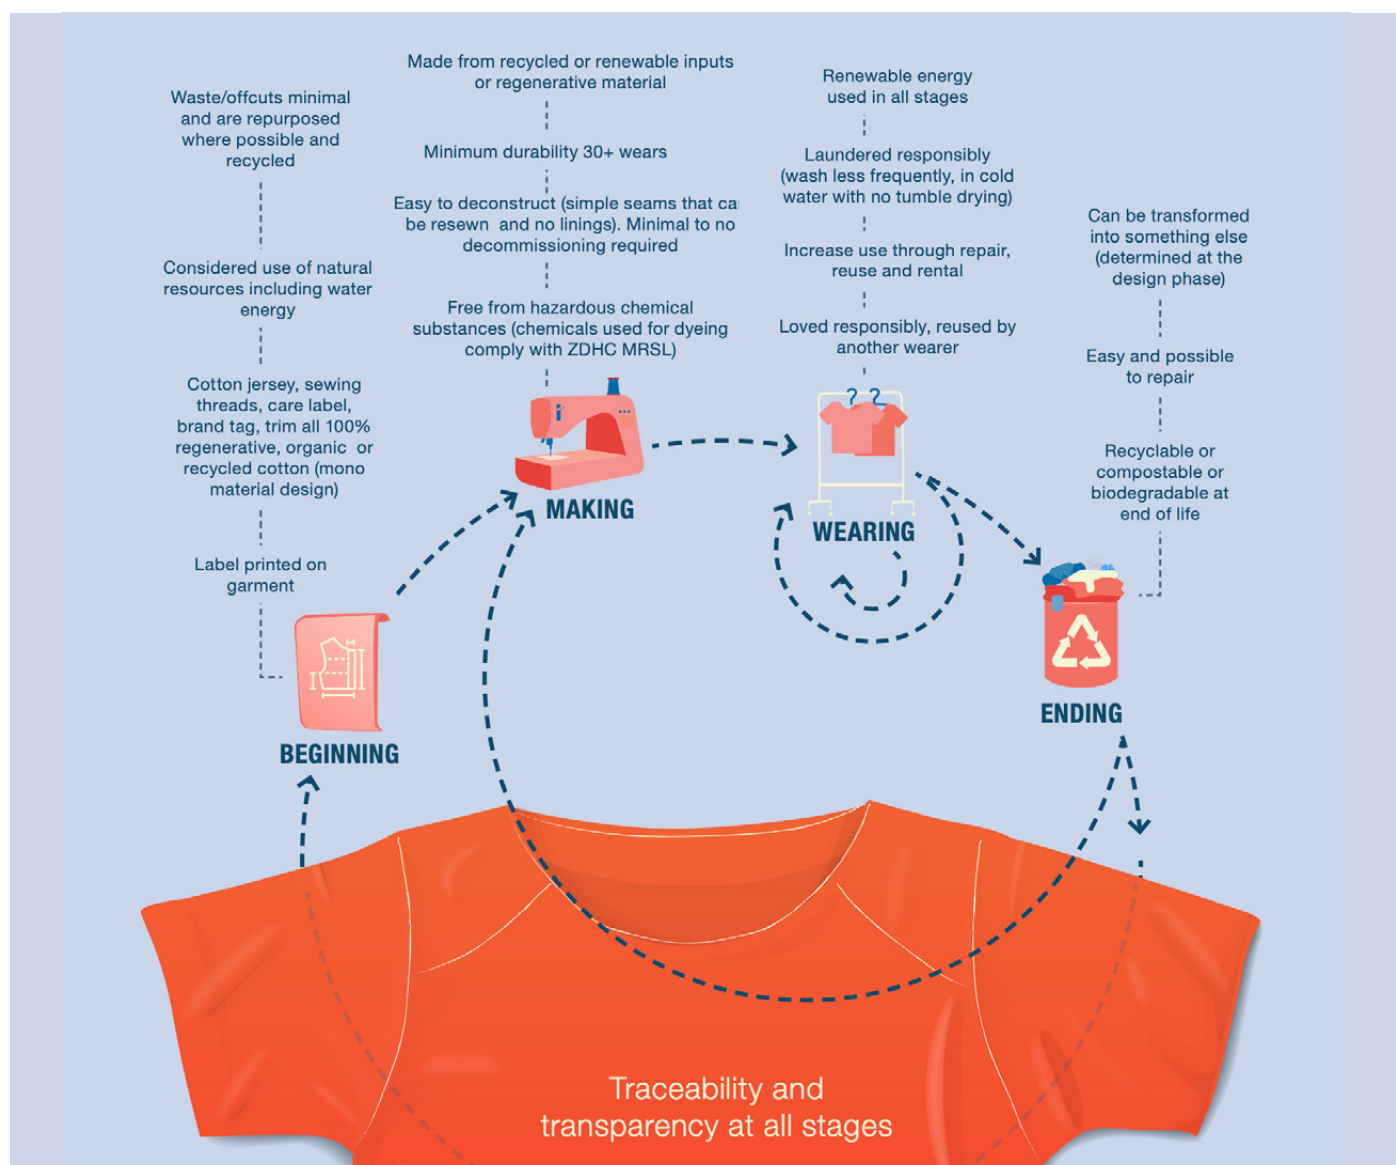 Waste/offcuts minimal
and are repurposed
where possible and
recycled
Considered use of natural
resources including water
energy
Cotton jersey, sewing
threads, care label,
brand tag, trim all 100%
regenerative, organic or
recycled cotton (mono
material design)
Label printed on
garment
BEGINNING
Made from recycled or renewable inputs
or regenerative material
Minimum durability 30+ wears
Easy to deconstruct (simple seams that ca
be resewn and no linings). Minimal to no
decommissioning required
Free from hazardous chemical
substances (chemicals used for dyeing
comply with ZDHC MRSL)
MAKING
Renewable energy
used in all stages
Laundered responsibly
(wash less frequently, in cold
water with no tumble drying)
Increase use through repair,
reuse and rental
Loved responsibly, reused by
another wearer
WEARING
Can be transformed
into something else
(determined at the
design phase)
Easy and possible
to repair
Recyclable or
compostable or
biodegradable at
end of life
ENDING
Traceability and
transparency at all stages